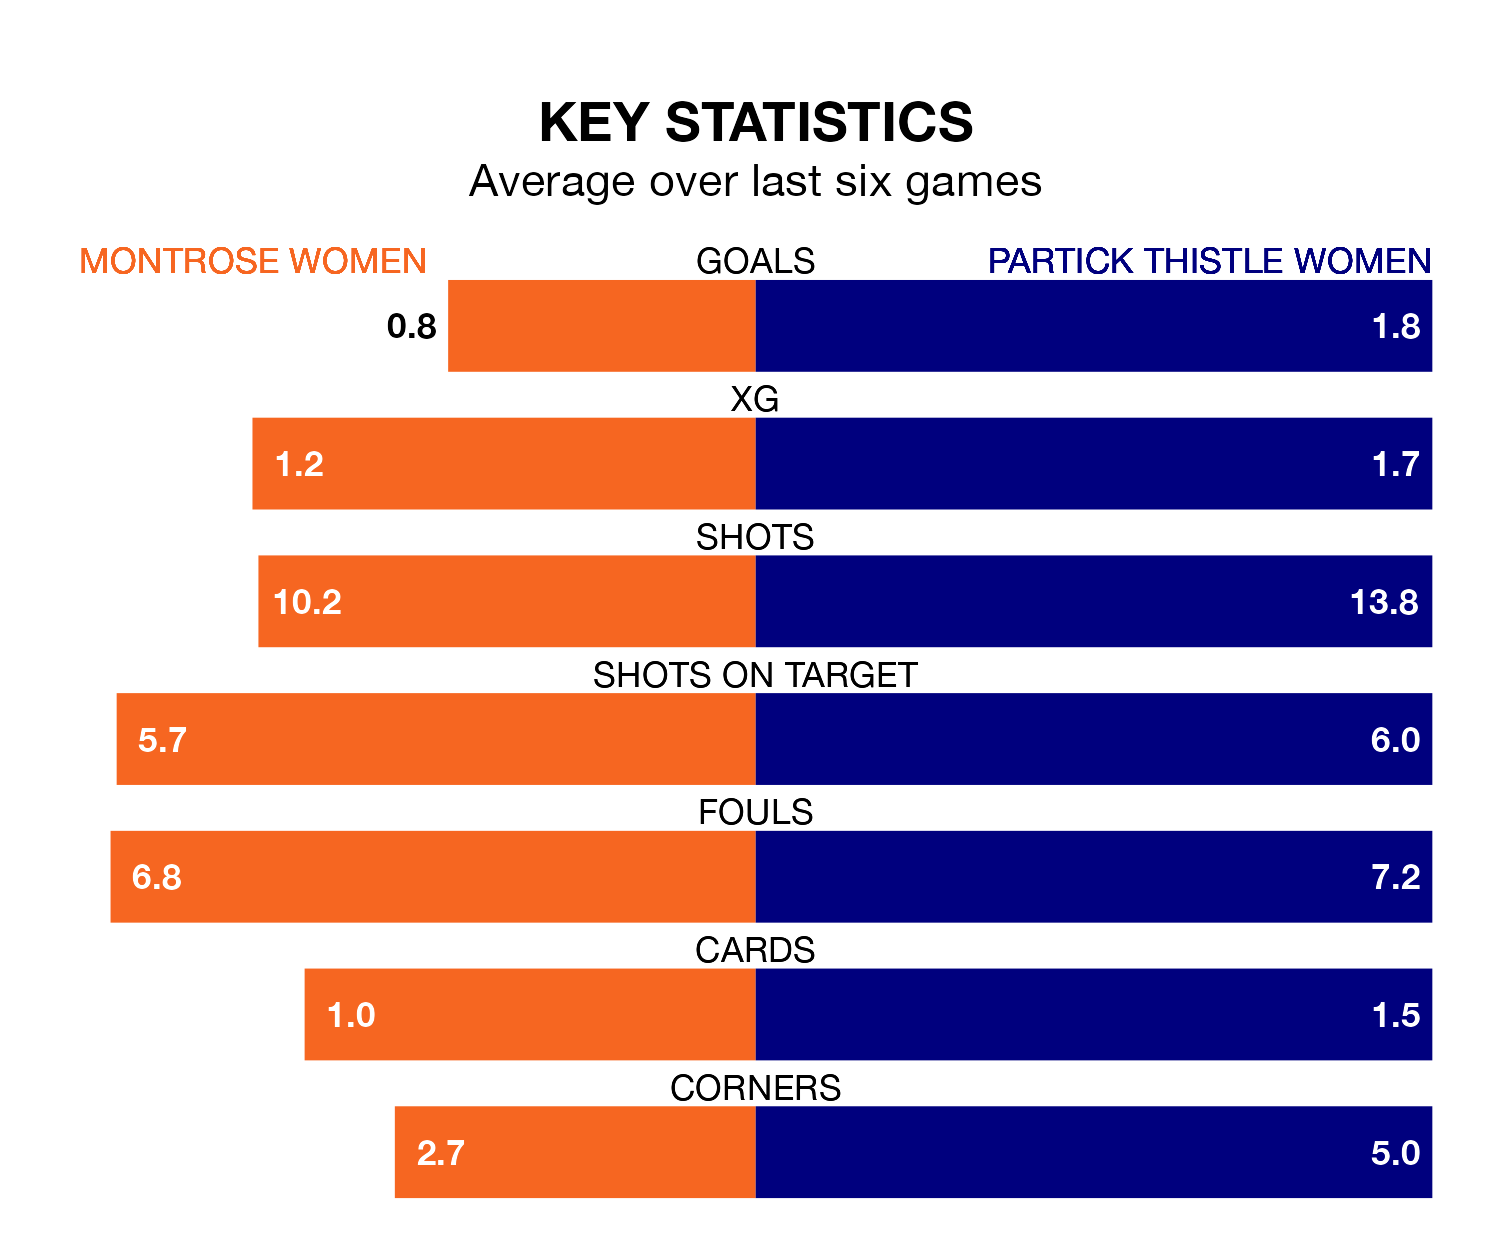 KEY STATISTICS
Average over last six games
MONTROSE WOMEN GOALS PARTICK THISTLE WOMEN
0.8 1.8
XG
1.2 1.7
SHOTS
10.2 13.8
SHOTS ON TARGET
5.7 6.0
FOULS
6.8 7.2
CARDS
1.0 1.5
CORNERS
2.7 5.0